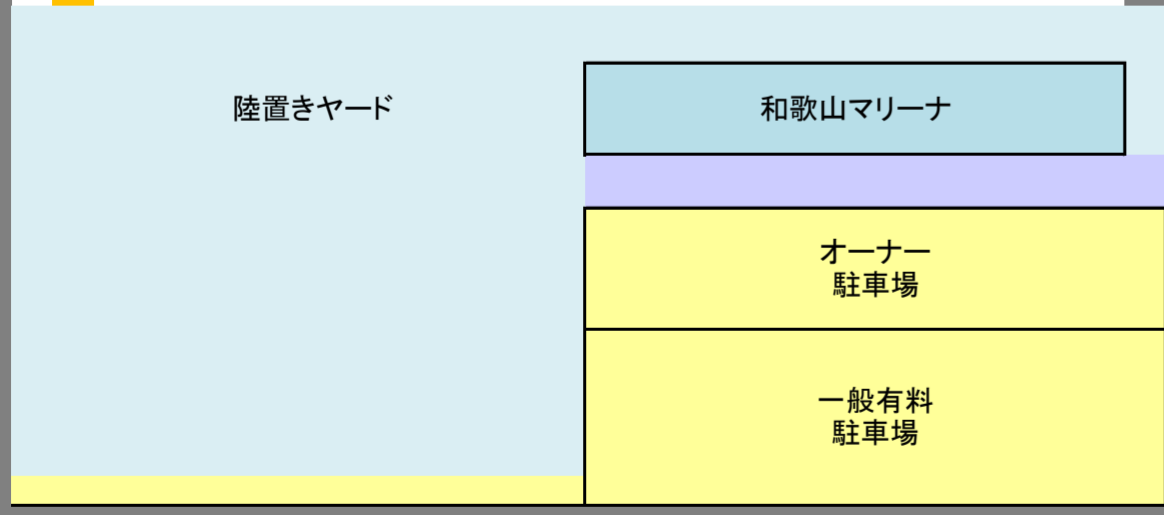 陸置きヤード
和歌山マリーナ
オーナー
駐車場
一般有料
駐車場